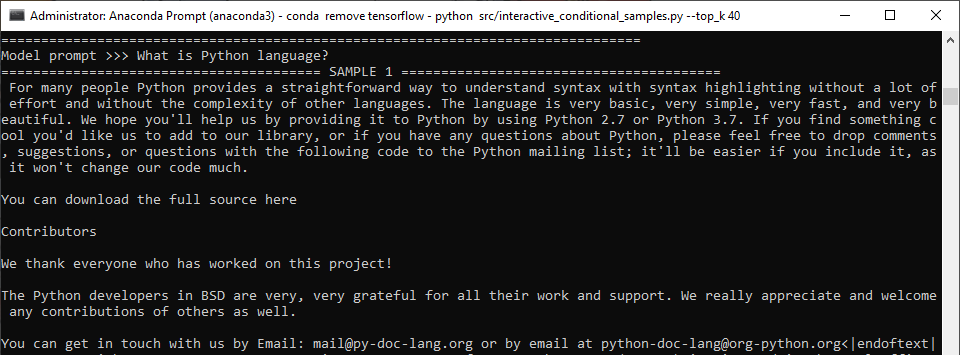 Administrator: Anaconda Prompt (anaconda3) - conda  remove tensorflow - python  src/interactive_conditional_samples.py --top_k 40
================================================================================
Model prompt >>> What is Python language?
======================================== SAMPLE 1 ========================================
 For many people Python provides a straightforward way to understand syntax with syntax highlighting without a lot of
 effort and without the complexity of other languages. The language is very basic, very simple, very fast, and very b
eautiful. We hope you'll help us by providing it to Python by using Python 2.7 or Python 3.7. If you find something c
ool you'd like us to add to our library, or if you have any questions about Python, please feel free to drop comments
, suggestions, or questions with the following code to the Python mailing list; it'll be easier if you include it, as
 it won't change our code much.
You can download the full source here
Contributors
We thank everyone who has worked on this project!
The Python developers in BSD are very, very grateful for all their work and support. We really appreciate and welcome
 any contributions of others as well.
You can get in touch with us by Email: mail@py-doc-lang.org or by email at python-doc-lang@org-python.org<|endoftext|